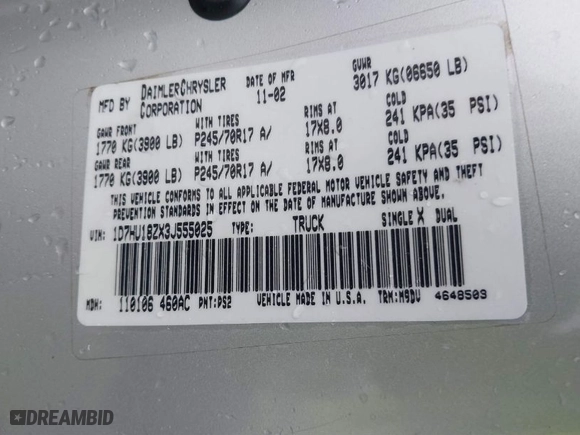 MFD BY DAIMLERCHRYSLER CORPORATION DATE OF MFR 11-02 GVWR 3017 KG(06650 LB)
GAWR FRONT WITH TIRES RIMS AT COLD
1770 KG(3900 LB) P245/70R17 A/ 17X8.0 241 KPA(35 PSI)
GAWR REAR WITH TIRES RIMS AT COLD
1770 KG(3900 LB) P245/70R17 A/ 17X8.0 241 KPA(35 PSI)
THIS VEHICLE CONFORMS TO ALL APPLICABLE FEDERAL MOTOR VEHICLE SAFETY AND THEFT
PREVENTION STANDARDS IN EFFECT ON THE DATE OF MANUFACTURE SHOWN ABOVE.
VIN: 1D7HU18ZX3J555025 TYPE: TRUCK SINGLE X DUAL
MDH: 110106 460AC PNT:PS2 VEHICLE MADE IN U.S.A. TRM:M9DV 4648503
DREAMBID